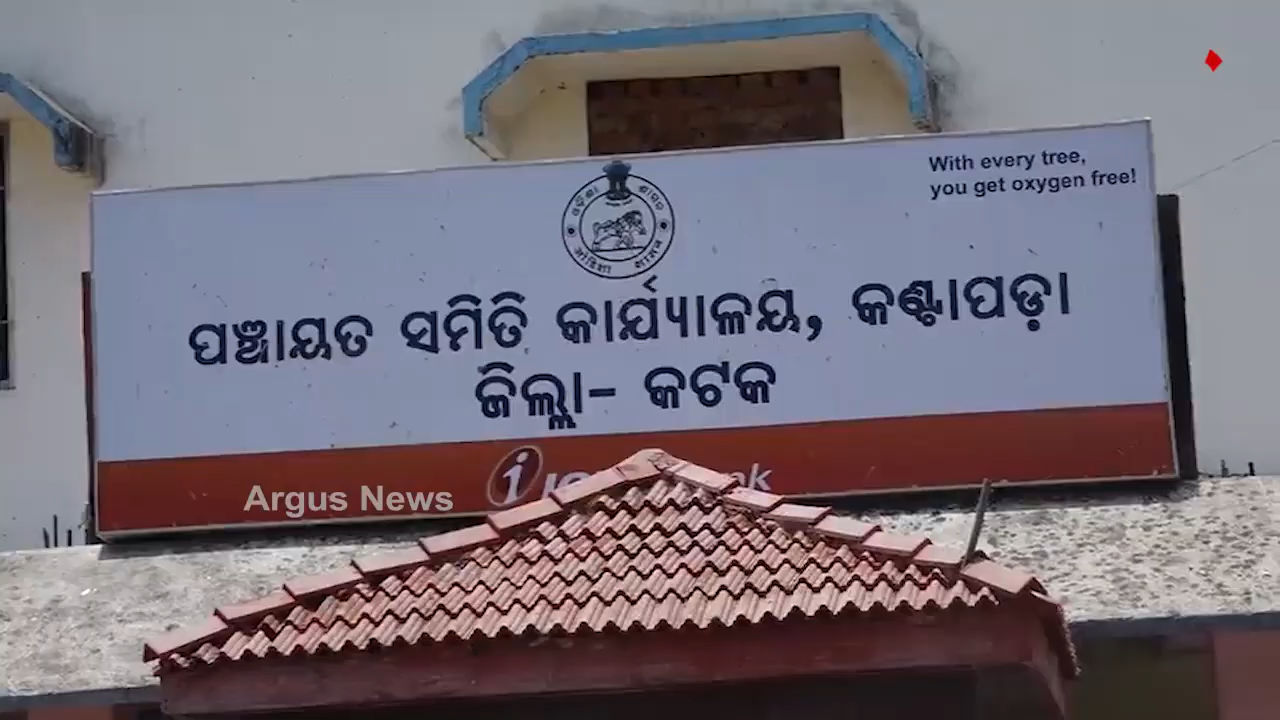 With every tree,
you get oxygen free!
ପଞ୍ଚାୟତ ସମିତି କାର୍ଯ୍ୟାଳୟ, କଣ୍ଟାପଡ଼ା
ଜିଲ୍ଲା- କଟକ
Argus News